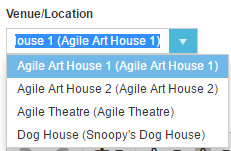 Venue/Location
ouse 1 (Agile Art House 1)
Agile Art House 1 (Agile Art House 1)
Agile Art House 2 (Agile Art House 2)
Agile Theatre (Agile Theatre)
Dog House (Snoopy's Dog House)